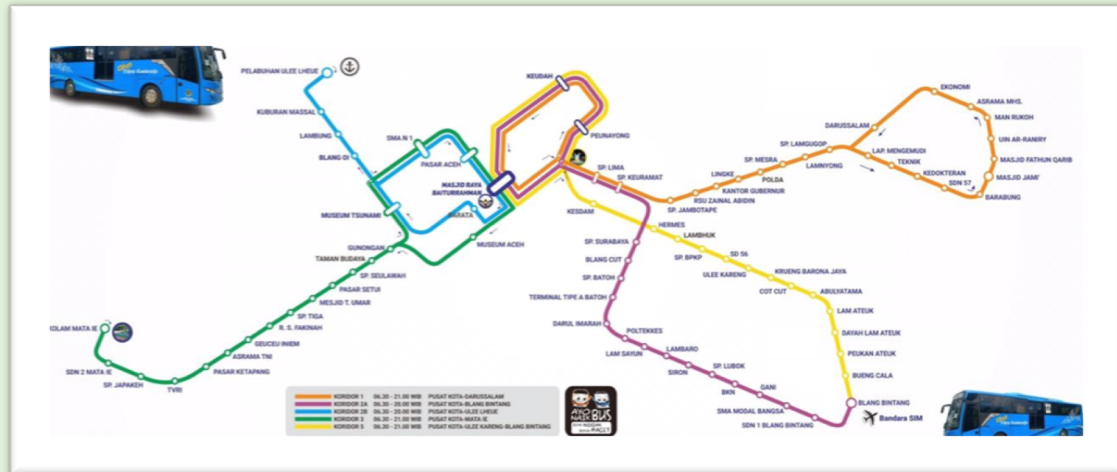 PELABUHAN ULEE LHEUE
KUBURAN MASSAL
LAMBUNG
BLANG OI
SMA N 1
PASAR ACEH
MASJID RAYA
BAITURRAHMAN
BARATA
MUSEUM TSUNAMI
MUSEUM ACEH
GUNONGAN
TAMAN BUDAYA
SP. SEULAWAH
PASAR SETUI
MESJID T. UMAR
SP. TIGA
R. S. FAKINAH
GEUCEU INIEM
ASRAMA TNI
PASAR KETAPANG
TVRI
SP. JAPAKEH
SDN 2 MATA IE
KOLAM MATA IE
KEUDAH
PEUNAYONG
SP. LIMA
SP. KEURAMAT
SP. JAMBOTAPE
RSU ZAINAL ABIDIN
KANTOR GUBERNUR
LINGKE
POLDA
SP. MESRA
LAMNYONG
SP. LAMGUGOP
DARUSSALAM
EKONOMI
ASRAMA MHS.
MAN RUKOH
UIN AR-RANIRY
MASJID FATHUN QARIB
MASJID JAMI'
BARABUNG
SDN 57
KEDOKTERAN
TEKNIK
LAP. MENGEMUDI
KESDAM
HERMES
LAMBHUK
SP. BPKP
SD 56
ULEE KARENG
KRUENG BARONA JAYA
COT CUT
ABULYATAMA
LAM ATEUK
DAYAH LAM ATEUK
PEUKAN ATEUK
BUENG CALA
BLANG BINTANG
Bandara SIM
SP. SURABAYA
BLANG CUT
SP. BATOH
TERMINAL TIPE A BATOH
DARUL IMARAH
POLTEKKES
LAM SAYUN
LAMBARO
SIRON
SP. LUBOK
BKN
GANI
SMA MODAL BANGSA
SDN 1 BLANG BINTANG
KORIDOR 1 06.30 - 21.00 WIB PUSAT KOTA-DARUSSALAM
KORIDOR 2A 06.30 - 20.00 WIB PUSAT KOTA-BLANG BINTANG
KORIDOR 2B 06.30 - 20.00 WIB PUSAT KOTA-ULEE LHEUE
KORIDOR 3 06.30 - 21.00 WIB PUSAT KOTA-MATA IE
KORIDOR 5 06.30 - 21.00 WIB PUSAT KOTA-ULEE KARENG-BLANG BINTANG
AYO
NAIK BUS
MACET